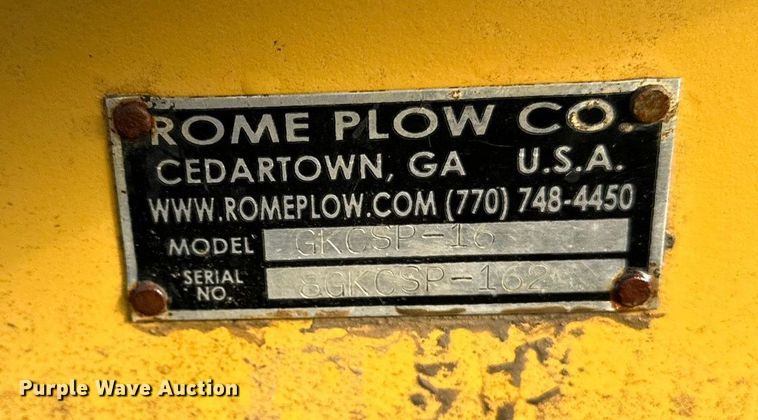 ROME PLOW CO.
CEDARTOWN, GA U.S.A.
WWW.ROMEPLOW.COM (770) 748-4450
MODEL GKCSP-16
SERIAL NO. 8GKCSP-162
Purple Wave Auction